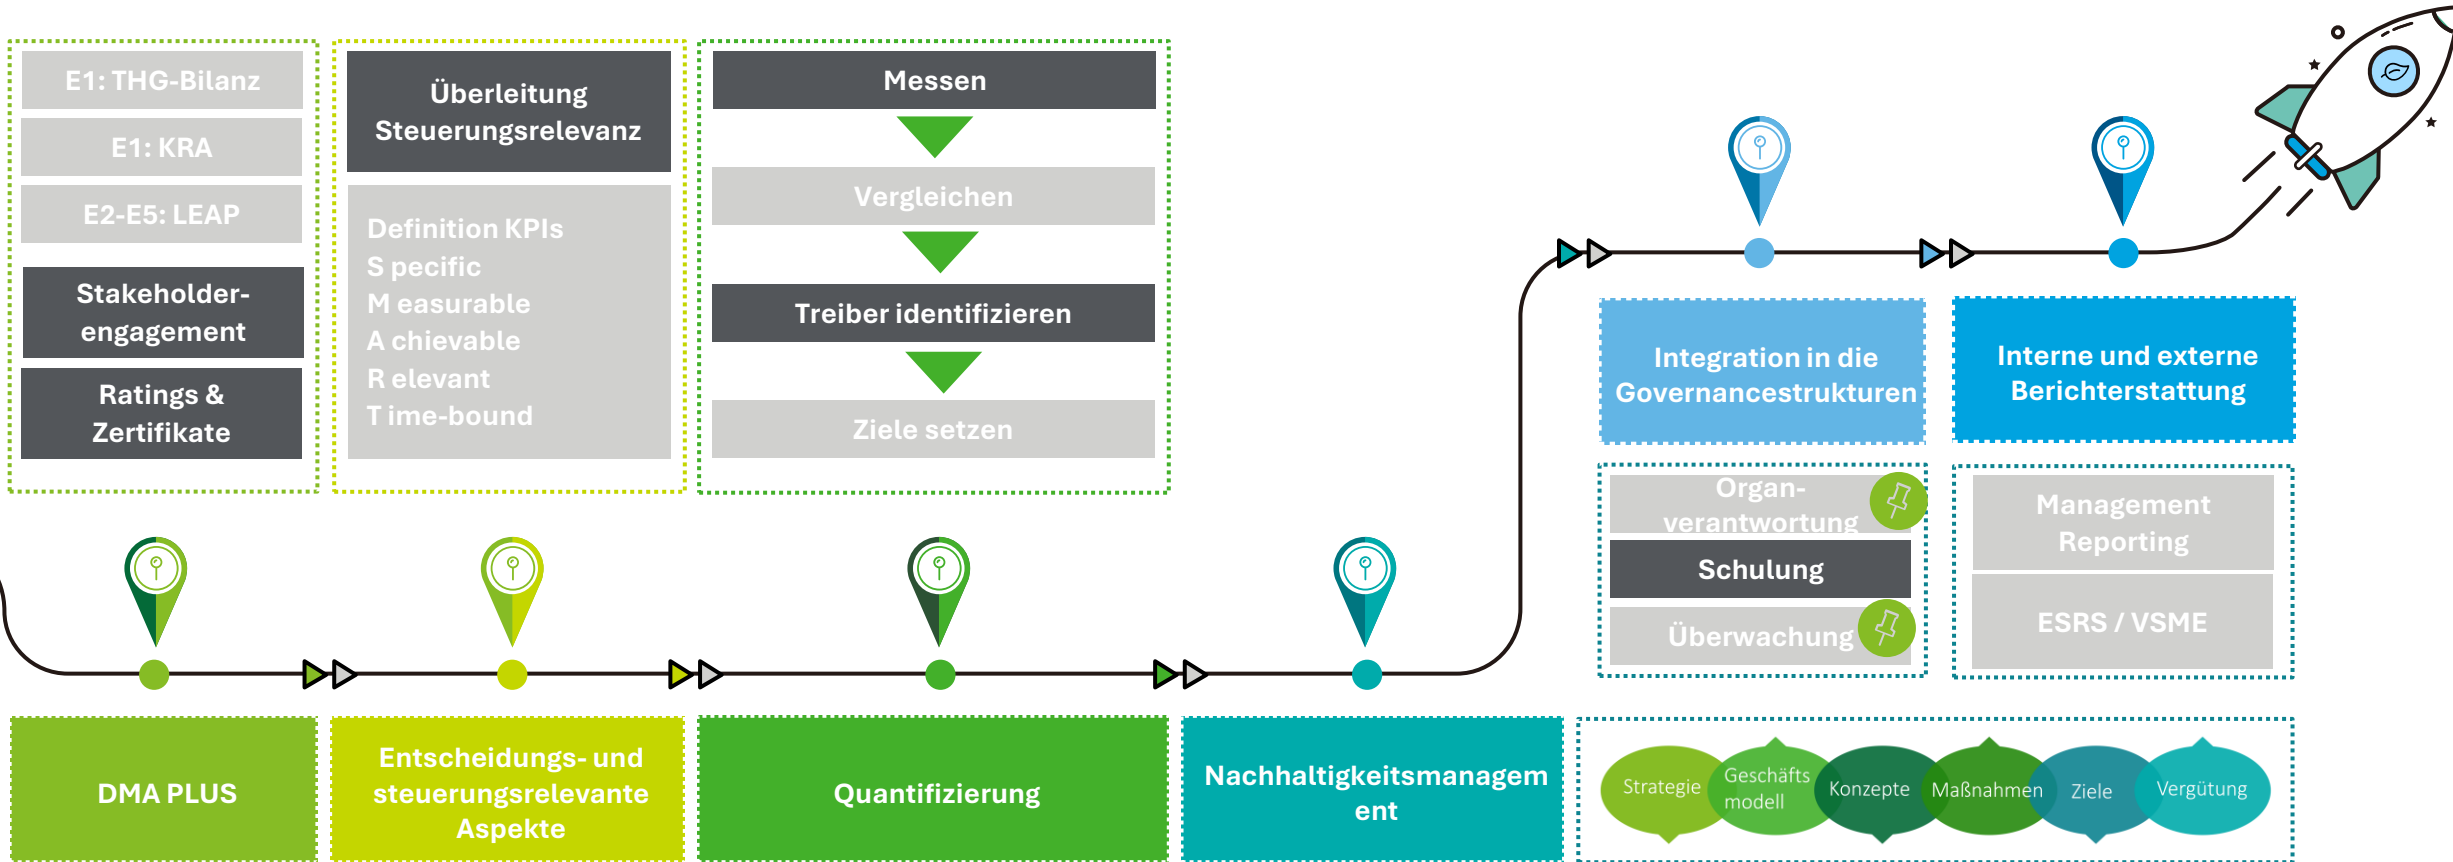 E1: THG-Bilanz
E1: KRA
E2-E5: LEAP
Stakeholder-
engagement
Ratings &
Zertifikate
Überleitung
Steuerungsrelevanz
Definition KPIs
S pecific
M easurable
A chievable
R elevant
T ime-bound
Messen
Vergleichen
Treiber identifizieren
Ziele setzen
DMA PLUS
Entscheidungs- und
steuerungsrelevante
Aspekte
Quantifizierung
Nachhaltigkeitsmanagem
ent
Integration in die
Governancestrukturen
Organ-
verantwortung
Schulung
Überwachung
Interne und externe
Berichterstattung
Management
Reporting
ESRS / VSME
Strategie
Geschäfts
modell
Konzepte
Maßnahmen
Ziele
Vergütung